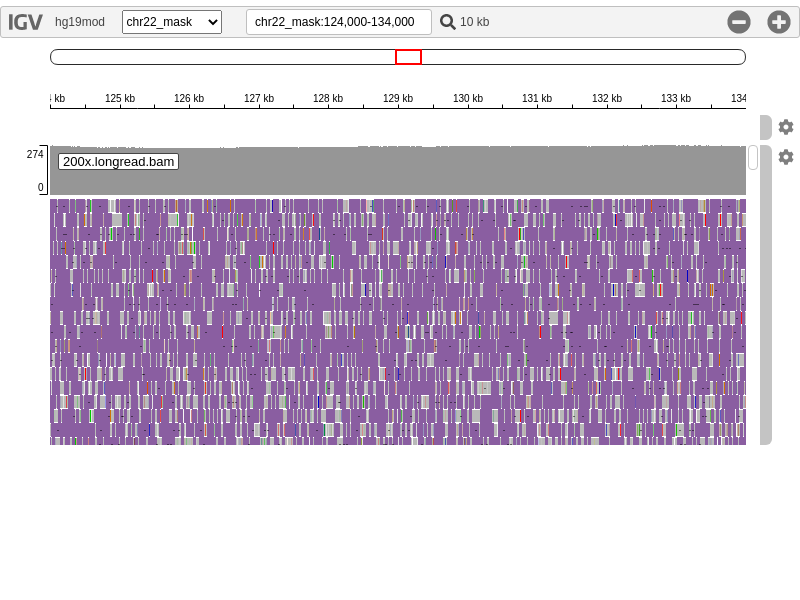 IGV hg19mod chr22_mask chr22_mask:124,000-134,000 10 kb
kb 125 kb 126 kb 127 kb 128 kb 129 kb 130 kb 131 kb 132 kb 133 kb 134
274
200x.longread.bam
0